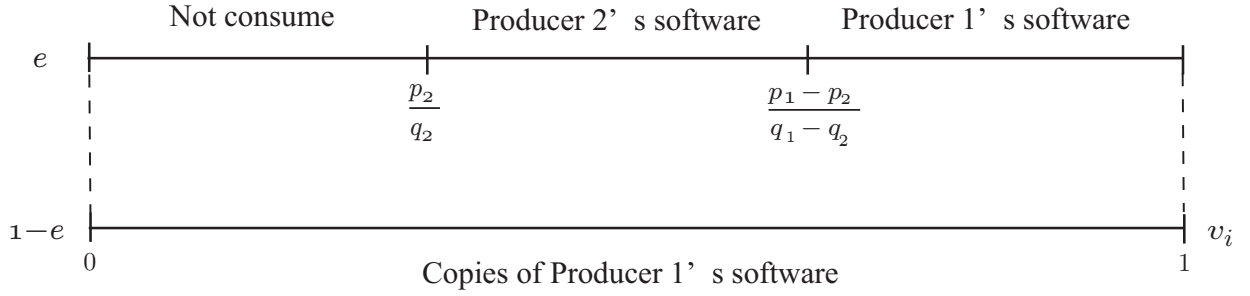 Not consume Producer 2’ s software Producer 1’ s software
e
p₂/q₂ (p₁ − p₂)/(q₁ − q₂)
1−e vᵢ
0 1
Copies of Producer 1’ s software